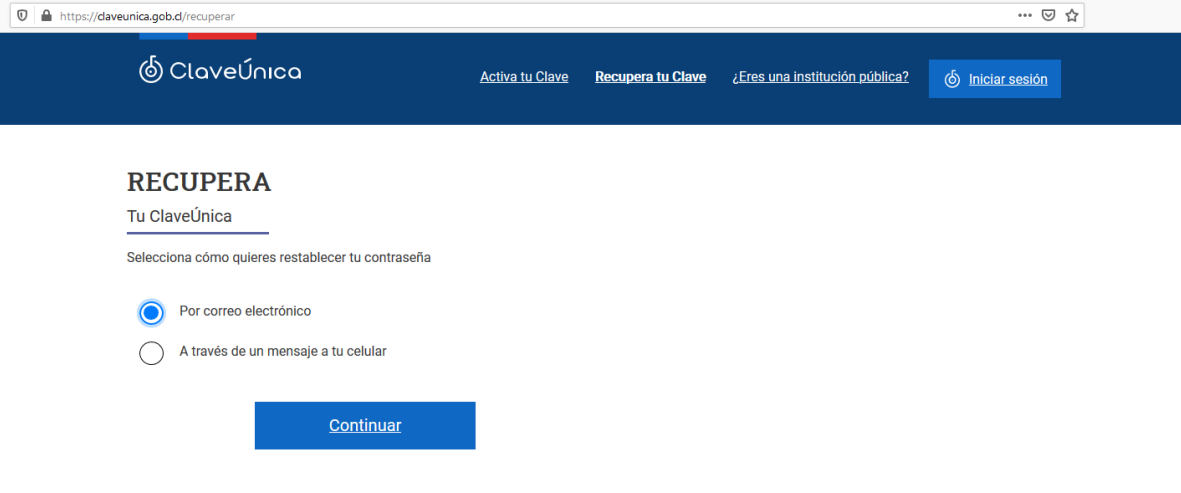 https://claveunica.gob.cl/recuperar
ClaveÚnica
Activa tu Clave
Recupera tu Clave
¿Eres una institución pública?
Iniciar sesión
RECUPERA
Tu ClaveÚnica
Selecciona cómo quieres restablecer tu contraseña
Por correo electrónico
A través de un mensaje a tu celular
Continuar